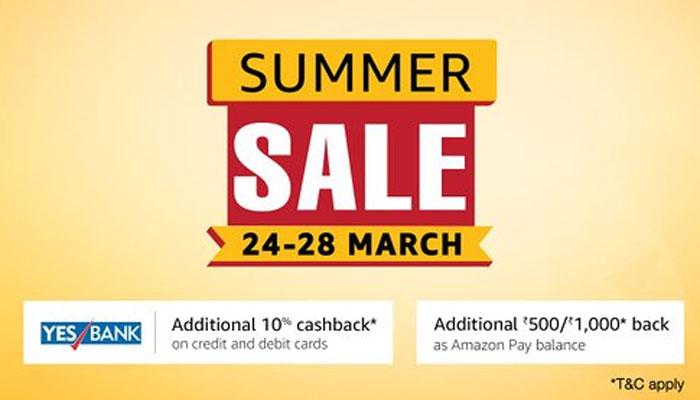 SUMMER
SALE
24-28 MARCH
YES BANK
Additional 10% cashback*
on credit and debit cards
Additional ₹500/₹1,000* back
as Amazon Pay balance
*T&C apply